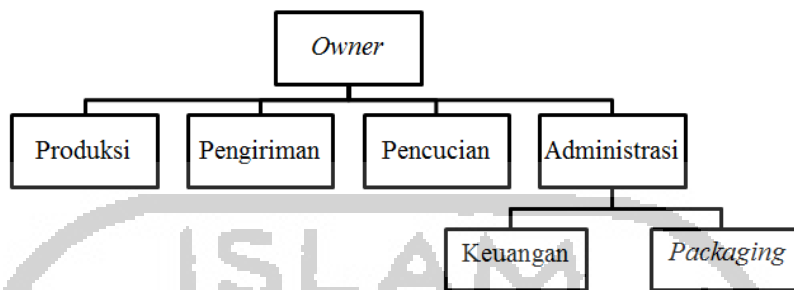 Owner
Produksi
Pengiriman
Pencucian
Administrasi
Keuangan
Packaging
ISLAM